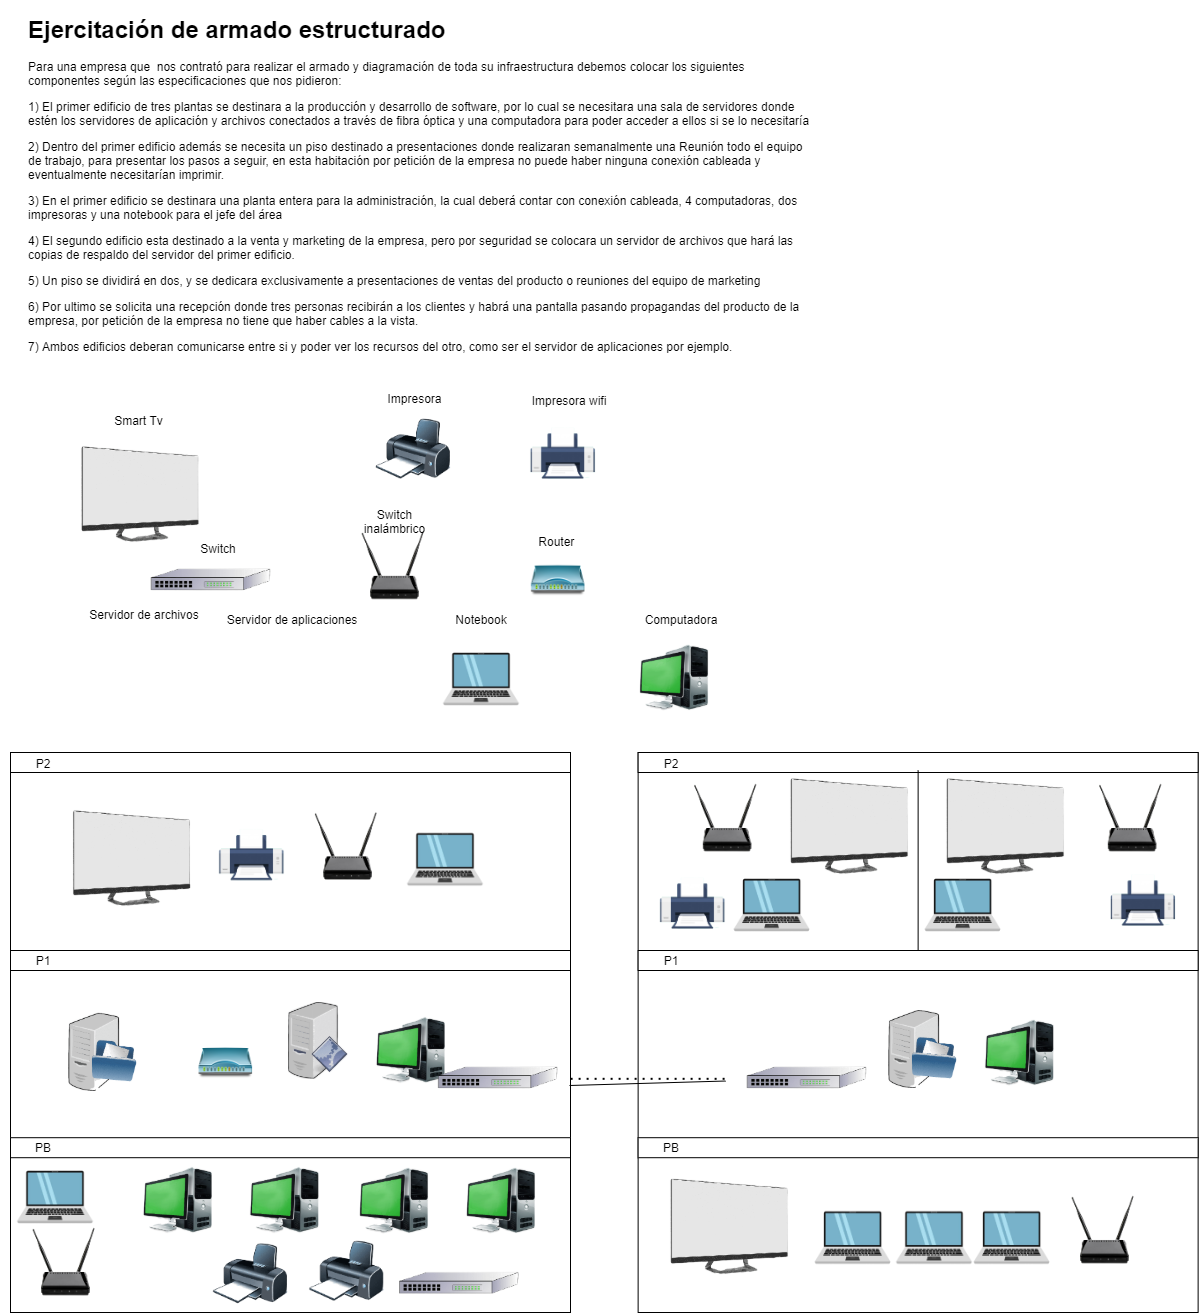 Ejercitación de armado estructurado
Para una empresa que  nos contrató para realizar el armado y diagramación de toda su infraestructura debemos colocar los siguientes
componentes según las especificaciones que nos pidieron:
1) El primer edificio de tres plantas se destinara a la producción y desarrollo de software, por lo cual se necesitara una sala de servidores donde
estén los servidores de aplicación y archivos conectados a través de fibra óptica y una computadora para poder acceder a ellos si se lo necesitaría
2) Dentro del primer edificio además se necesita un piso destinado a presentaciones donde realizaran semanalmente una Reunión todo el equipo
de trabajo, para presentar los pasos a seguir, en esta habitación por petición de la empresa no puede haber ninguna conexión cableada y
eventualmente necesitarían imprimir.
3) En el primer edificio se destinara una planta entera para la administración, la cual deberá contar con conexión cableada, 4 computadoras, dos
impresoras y una notebook para el jefe del área
4) El segundo edificio esta destinado a la venta y marketing de la empresa, pero por seguridad se colocara un servidor de archivos que hará las
copias de respaldo del servidor del primer edificio.
5) Un piso se dividirá en dos, y se dedicara exclusivamente a presentaciones de ventas del producto o reuniones del equipo de marketing
6) Por ultimo se solicita una recepción donde tres personas recibirán a los clientes y habrá una pantalla pasando propagandas del producto de la
empresa, por petición de la empresa no tiene que haber cables a la vista.
7) Ambos edificios deberan comunicarse entre si y poder ver los recursos del otro, como ser el servidor de aplicaciones por ejemplo.
Impresora
Impresora wifi
Smart Tv
Switch
inalámbrico
Router
Switch
Servidor de archivos
Servidor de aplicaciones
Notebook
Computadora
P2
P2
P1
P1
PB
PB